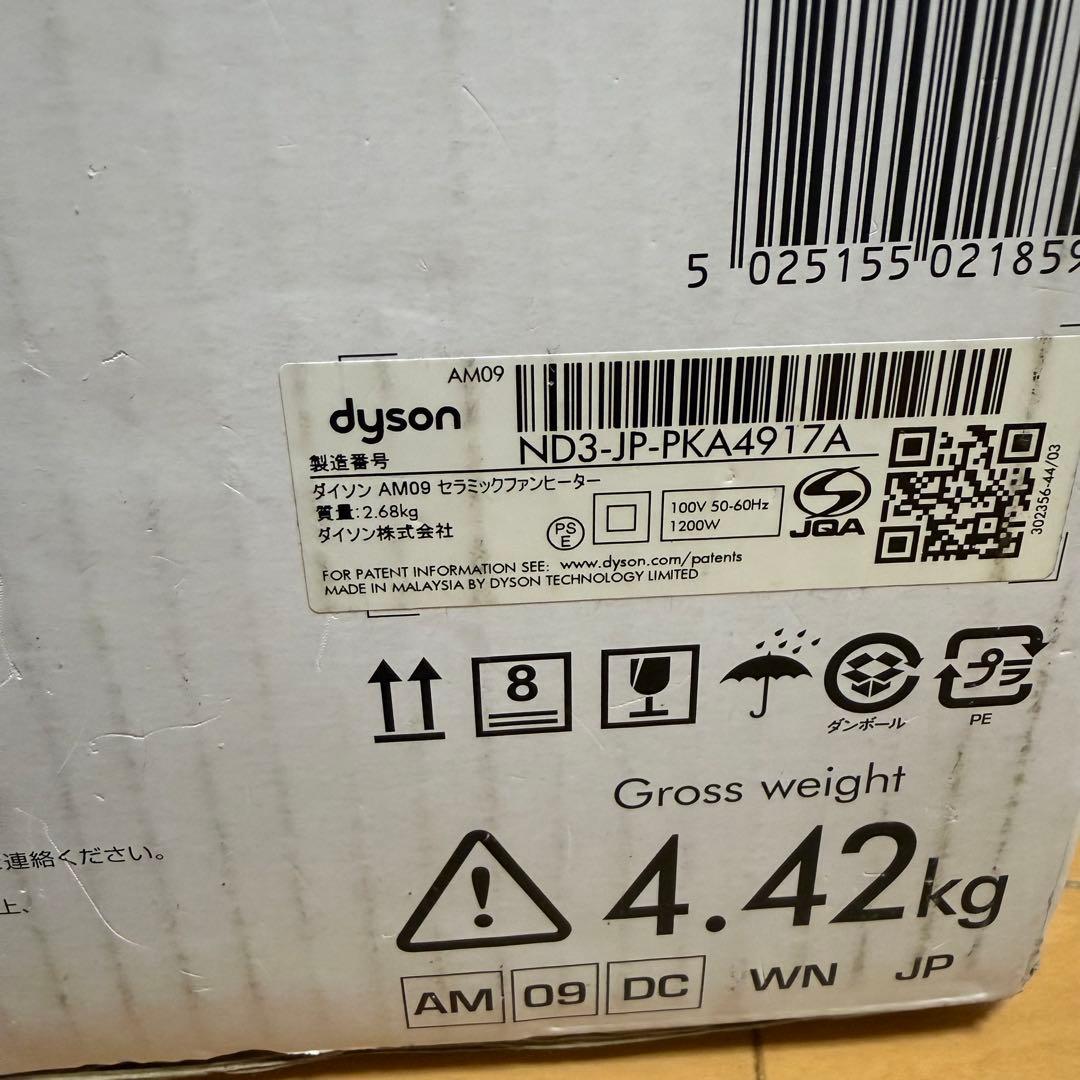 5 025155 021859
AM09
dyson
製造番号 ND3-JP-PKA4917A
ダイソン AM09 セラミックファンヒーター
質量:2.68kg
ダイソン株式会社
PS
E
100V 50-60Hz
1200W
JQA
302356-44/03
FOR PATENT INFORMATION SEE: www.dyson.com/patents
MADE IN MALAYSIA BY DYSON TECHNOLOGY LIMITED
8
プラ
ダンボール
PE
Gross weight
連絡ください。
上、
!
4.42kg
AM 09 DC WN JP